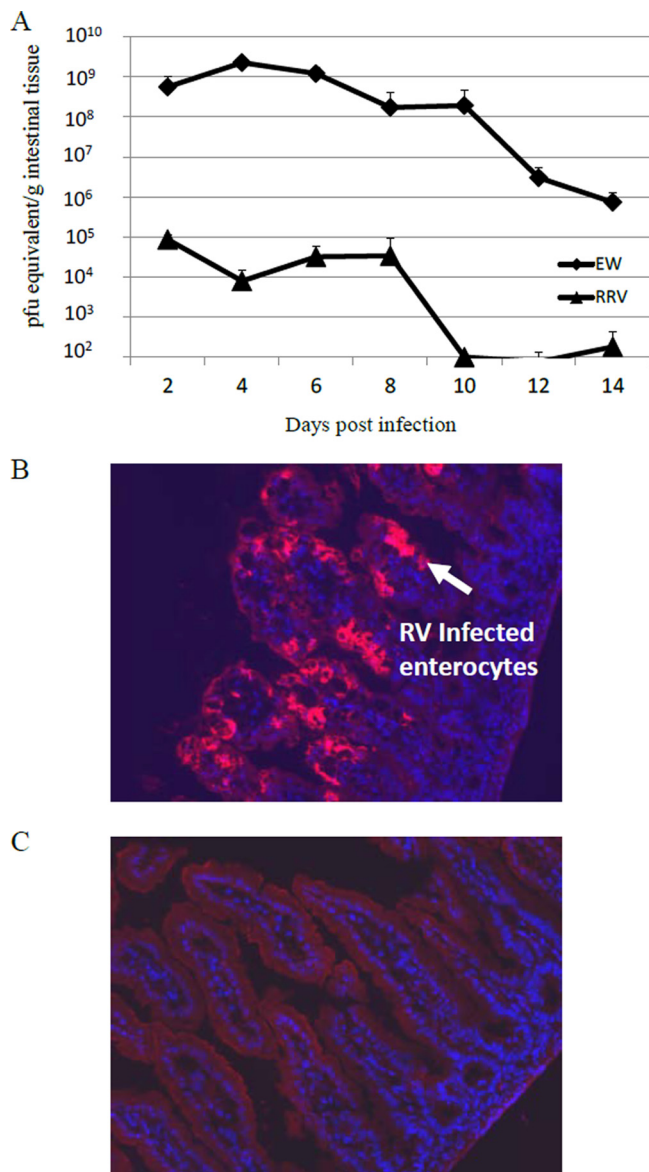 A
pfu equivalent/g intestinal tissue
10^10
10^9
10^8
10^7
10^6
10^5
10^4
10^3
10^2
EW
RRV
2 4 6 8 10 12 14
Days post infection
B
RV Infected
enterocytes
C